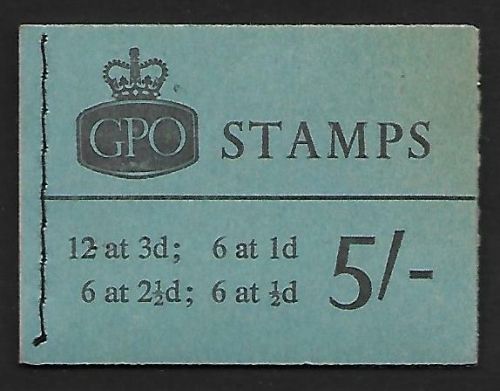 GPO STAMPS
12 at 3d; 6 at 1d
6 at 2½d; 6 at ½d
5/-